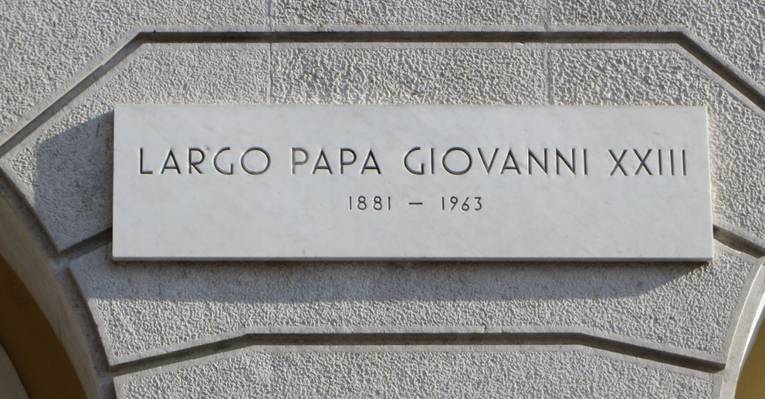 LARGO PAPA GIOVANNI XXIII
1881 – 1963